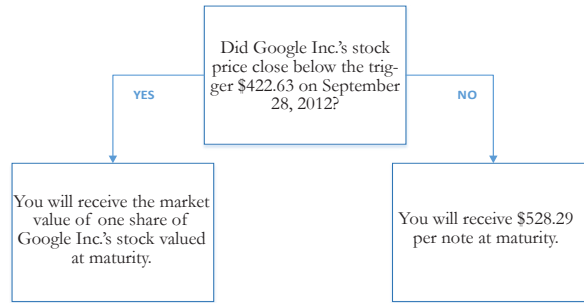 Did Google Inc.'s stock
price close below the trig-
ger $422.63 on September
28, 2012?
YES
NO
You will receive the market
value of one share of
Google Inc.'s stock valued
at maturity.
You will receive $528.29
per note at maturity.